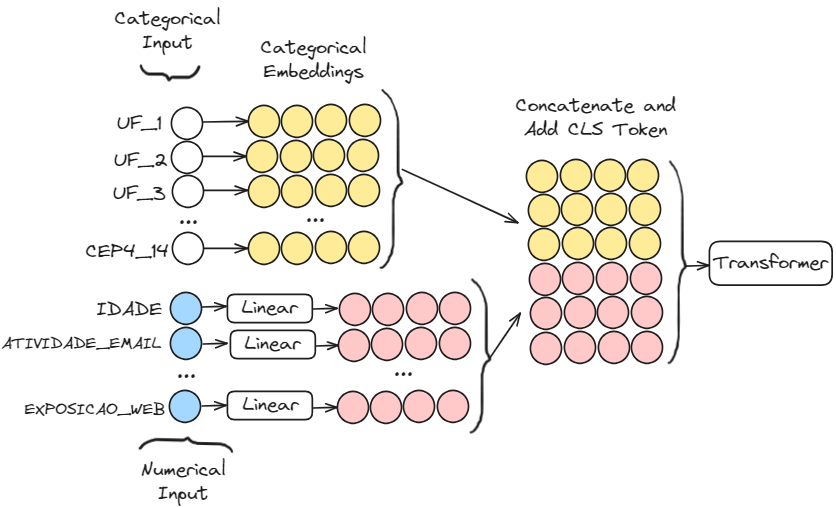 Categorical
Input
Categorical
Embeddings
UF_1
UF_2
UF_3
...
...
CEP4_14
Concatenate and
Add CLS Token
Transformer
IDADE
Linear
ATIVIDADE_EMAIL
Linear
...
...
EXPOSICAO_WEB
Linear
Numerical
Input